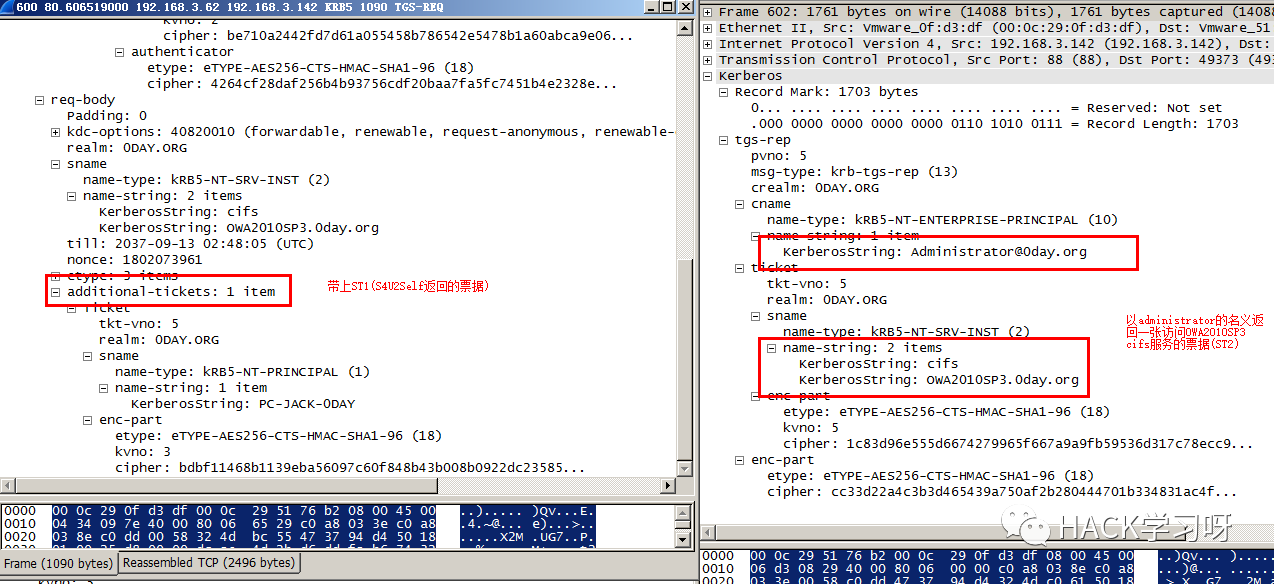 600 80.606519000 192.168.3.62 192.168.3.142 KRB5 1090 TGS-REQ
kvno: 2
cipher: be710a2442fd7d61a055458b786542e5478b1a60abca9e06...
authenticator
etype: eTYPE-AES256-CTS-HMAC-SHA1-96 (18)
cipher: 4264cf28daf256b4b93756cdf20baa7fa5fc7451b4e2328e...
req-body
Padding: 0
kdc-options: 40820010 (forwardable, renewable, request-anonymous, renewable-
realm: 0DAY.ORG
sname
name-type: kRB5-NT-SRV-INST (2)
name-string: 2 items
KerberosString: cifs
KerberosString: OWA2010SP3.0day.org
till: 2037-09-13 02:48:05 (UTC)
nonce: 1802073961
etype: 3 items
additional-tickets: 1 item
Ticket
tkt-vno: 5
realm: 0DAY.ORG
sname
name-type: kRB5-NT-PRINCIPAL (1)
name-string: 1 item
KerberosString: PC-JACK-0DAY
enc-part
etype: eTYPE-AES256-CTS-HMAC-SHA1-96 (18)
kvno: 3
cipher: bdbf11468b1139eba56097c60f848b43b008b0922dc23585...
带上ST1(S4U2Self返回的票据)
0000 00 0c 29 0f d3 df 00 0c 29 51 76 b2 08 00 45 00 ..)..... )Qv...E.
0010 04 34 09 7e 40 00 80 06 65 29 c0 a8 03 3e c0 a8 .4.~@... e)...>..
0020 03 8e c0 dd 00 58 32 4d bc 55 47 37 94 d4 50 18 .....X2M .UG7..P.
Frame (1090 bytes) Reassembled TCP (2496 bytes)
Frame 602: 1761 bytes on wire (14088 bits), 1761 bytes captured (14088
Ethernet II, Src: Vmware_0f:d3:df (00:0c:29:0f:d3:df), Dst: Vmware_51
Internet Protocol Version 4, Src: 192.168.3.142 (192.168.3.142), Dst:
Transmission Control Protocol, Src Port: 88 (88), Dst Port: 49373 (493
Kerberos
Record Mark: 1703 bytes
0... .... .... .... .... .... .... .... = Reserved: Not set
.000 0000 0000 0000 0000 0110 1010 0111 = Record Length: 1703
tgs-rep
pvno: 5
msg-type: krb-tgs-rep (13)
crealm: 0DAY.ORG
cname
name-type: kRB5-NT-ENTERPRISE-PRINCIPAL (10)
name-string: 1 item
KerberosString: Administrator@0day.org
ticket
tkt-vno: 5
realm: 0DAY.ORG
sname
name-type: kRB5-NT-SRV-INST (2)
name-string: 2 items
KerberosString: cifs
KerberosString: OWA2010SP3.0day.org
enc-part
etype: eTYPE-AES256-CTS-HMAC-SHA1-96 (18)
kvno: 5
cipher: 1c83d96e555d6674279965f667a9a9fb59536d317c78ecc9...
enc-part
etype: eTYPE-AES256-CTS-HMAC-SHA1-96 (18)
cipher: cc33d22a4c3b3d465439a750af2b280444701b334831ac4f...
以administrator的名义返
回一张访问OWA2010SP3
cifs服务的票据(ST2)
HACK学习呀
0000 00 0c 29 51 76 b2 00 0c 29 0f d3 df 08 00 45 00 ..)Qv...
0010 06 d3 08 29 40 00 80 06 00 00 c0 a8 03 8e c0 a8 ...)@...